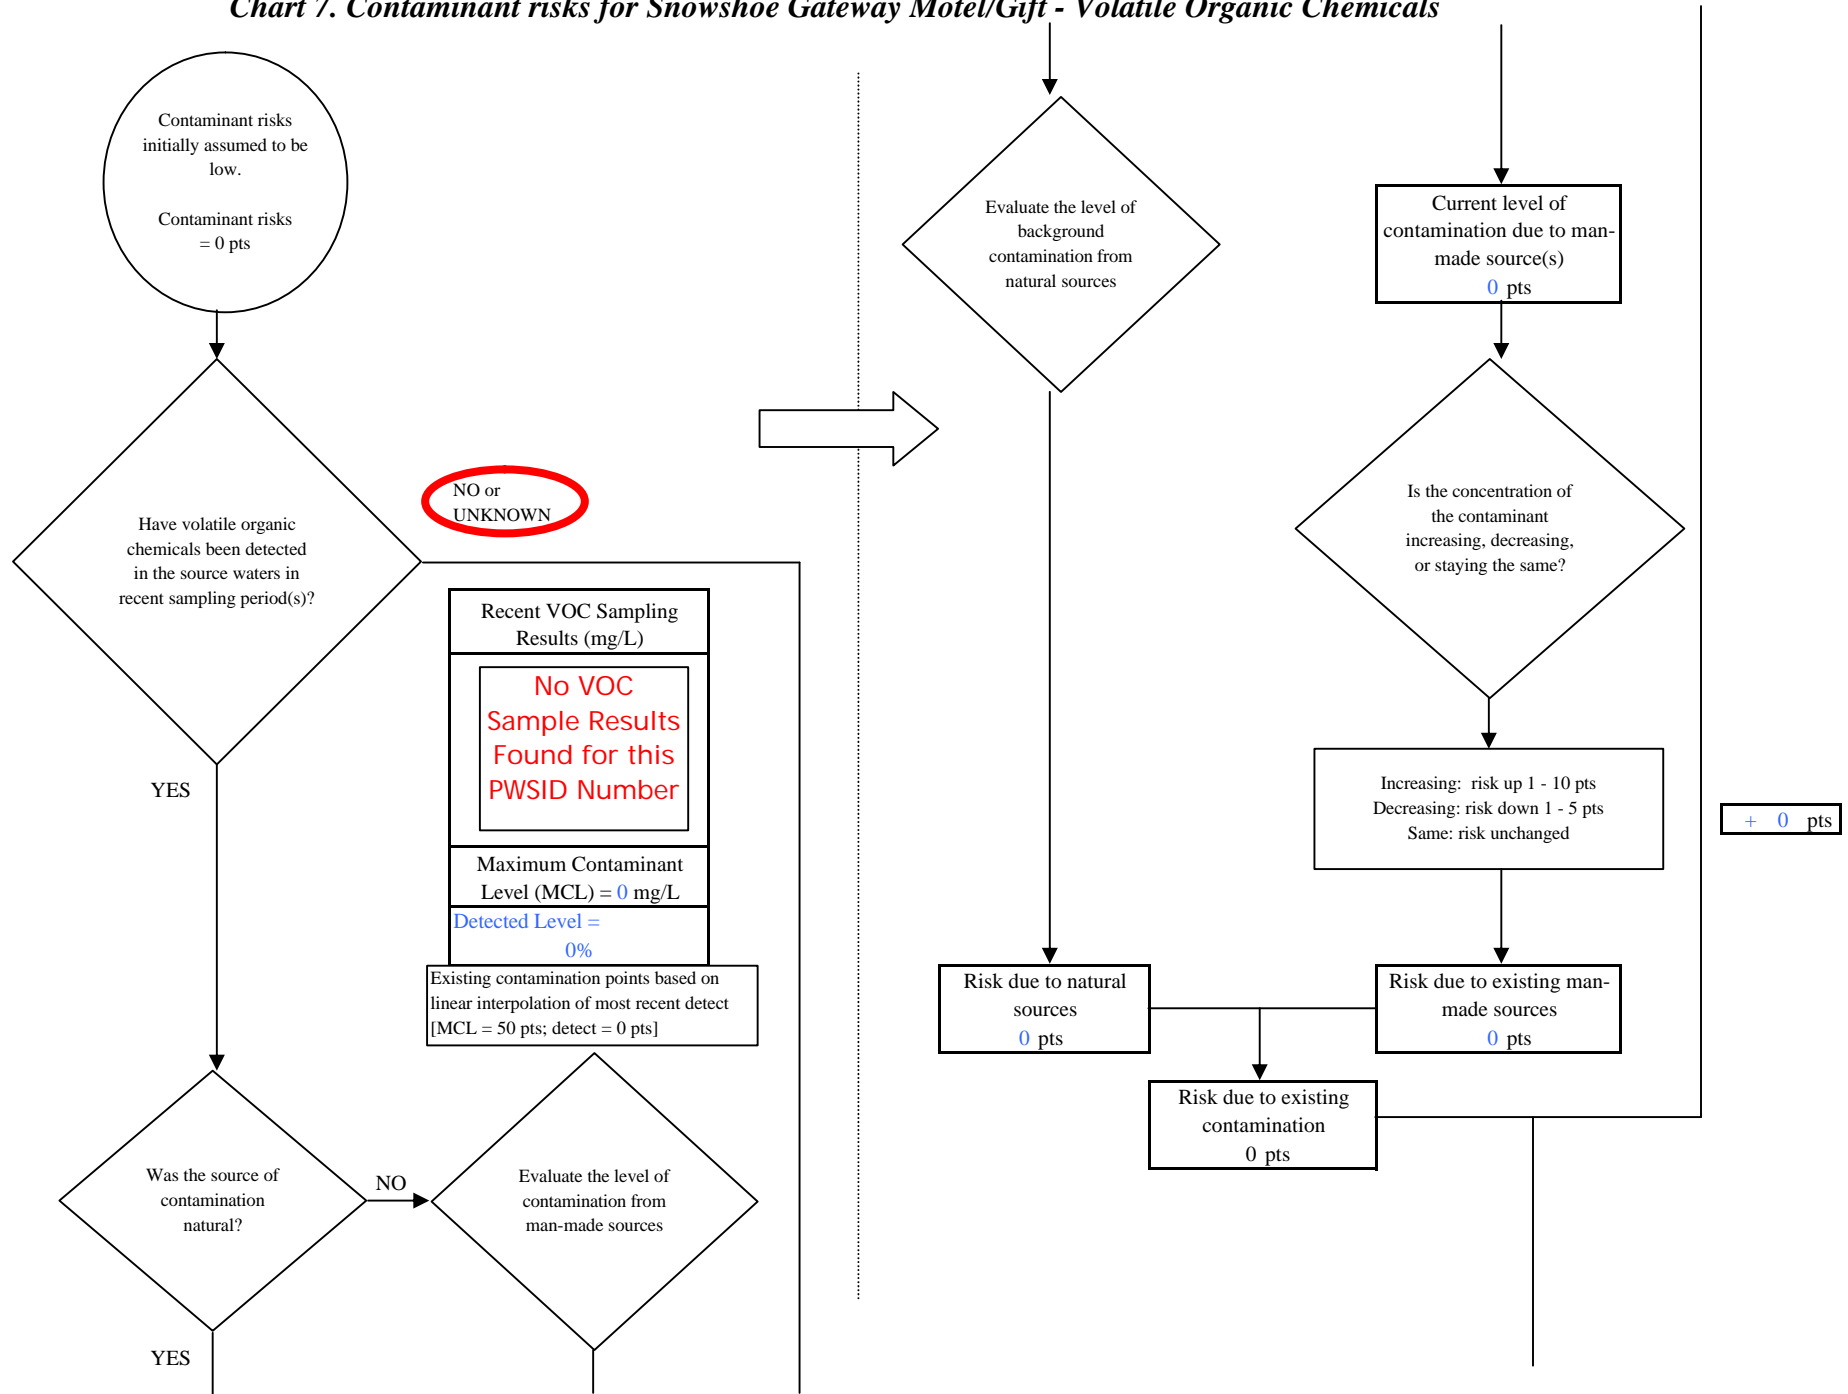 Chart 7. Contaminant risks for Snowshoe Gateway Motel/Gift - Volatile Organic Chemicals
Contaminant risks
initially assumed to be
low.
Contaminant risks
= 0 pts
Have volatile organic
chemicals been detected
in the source waters in
recent sampling period(s)?
NO or
UNKNOWN
YES
Recent VOC Sampling
Results (mg/L)
No VOC
Sample Results
Found for this
PWSID Number
Maximum Contaminant
Level (MCL) = 0 mg/L
Detected Level =
0%
Existing contamination points based on
linear interpolation of most recent detect
[MCL = 50 pts; detect = 0 pts]
Was the source of
contamination
natural?
NO
YES
Evaluate the level of
contamination from
man-made sources
Evaluate the level of
background
contamination from
natural sources
Current level of
contamination due to man-
made source(s)
0 pts
Is the concentration of
the contaminant
increasing, decreasing,
or staying the same?
Increasing: risk up 1 - 10 pts
Decreasing: risk down 1 - 5 pts
Same: risk unchanged
+ 0 pts
Risk due to natural
sources
0 pts
Risk due to existing man-
made sources
0 pts
Risk due to existing
contamination
0 pts